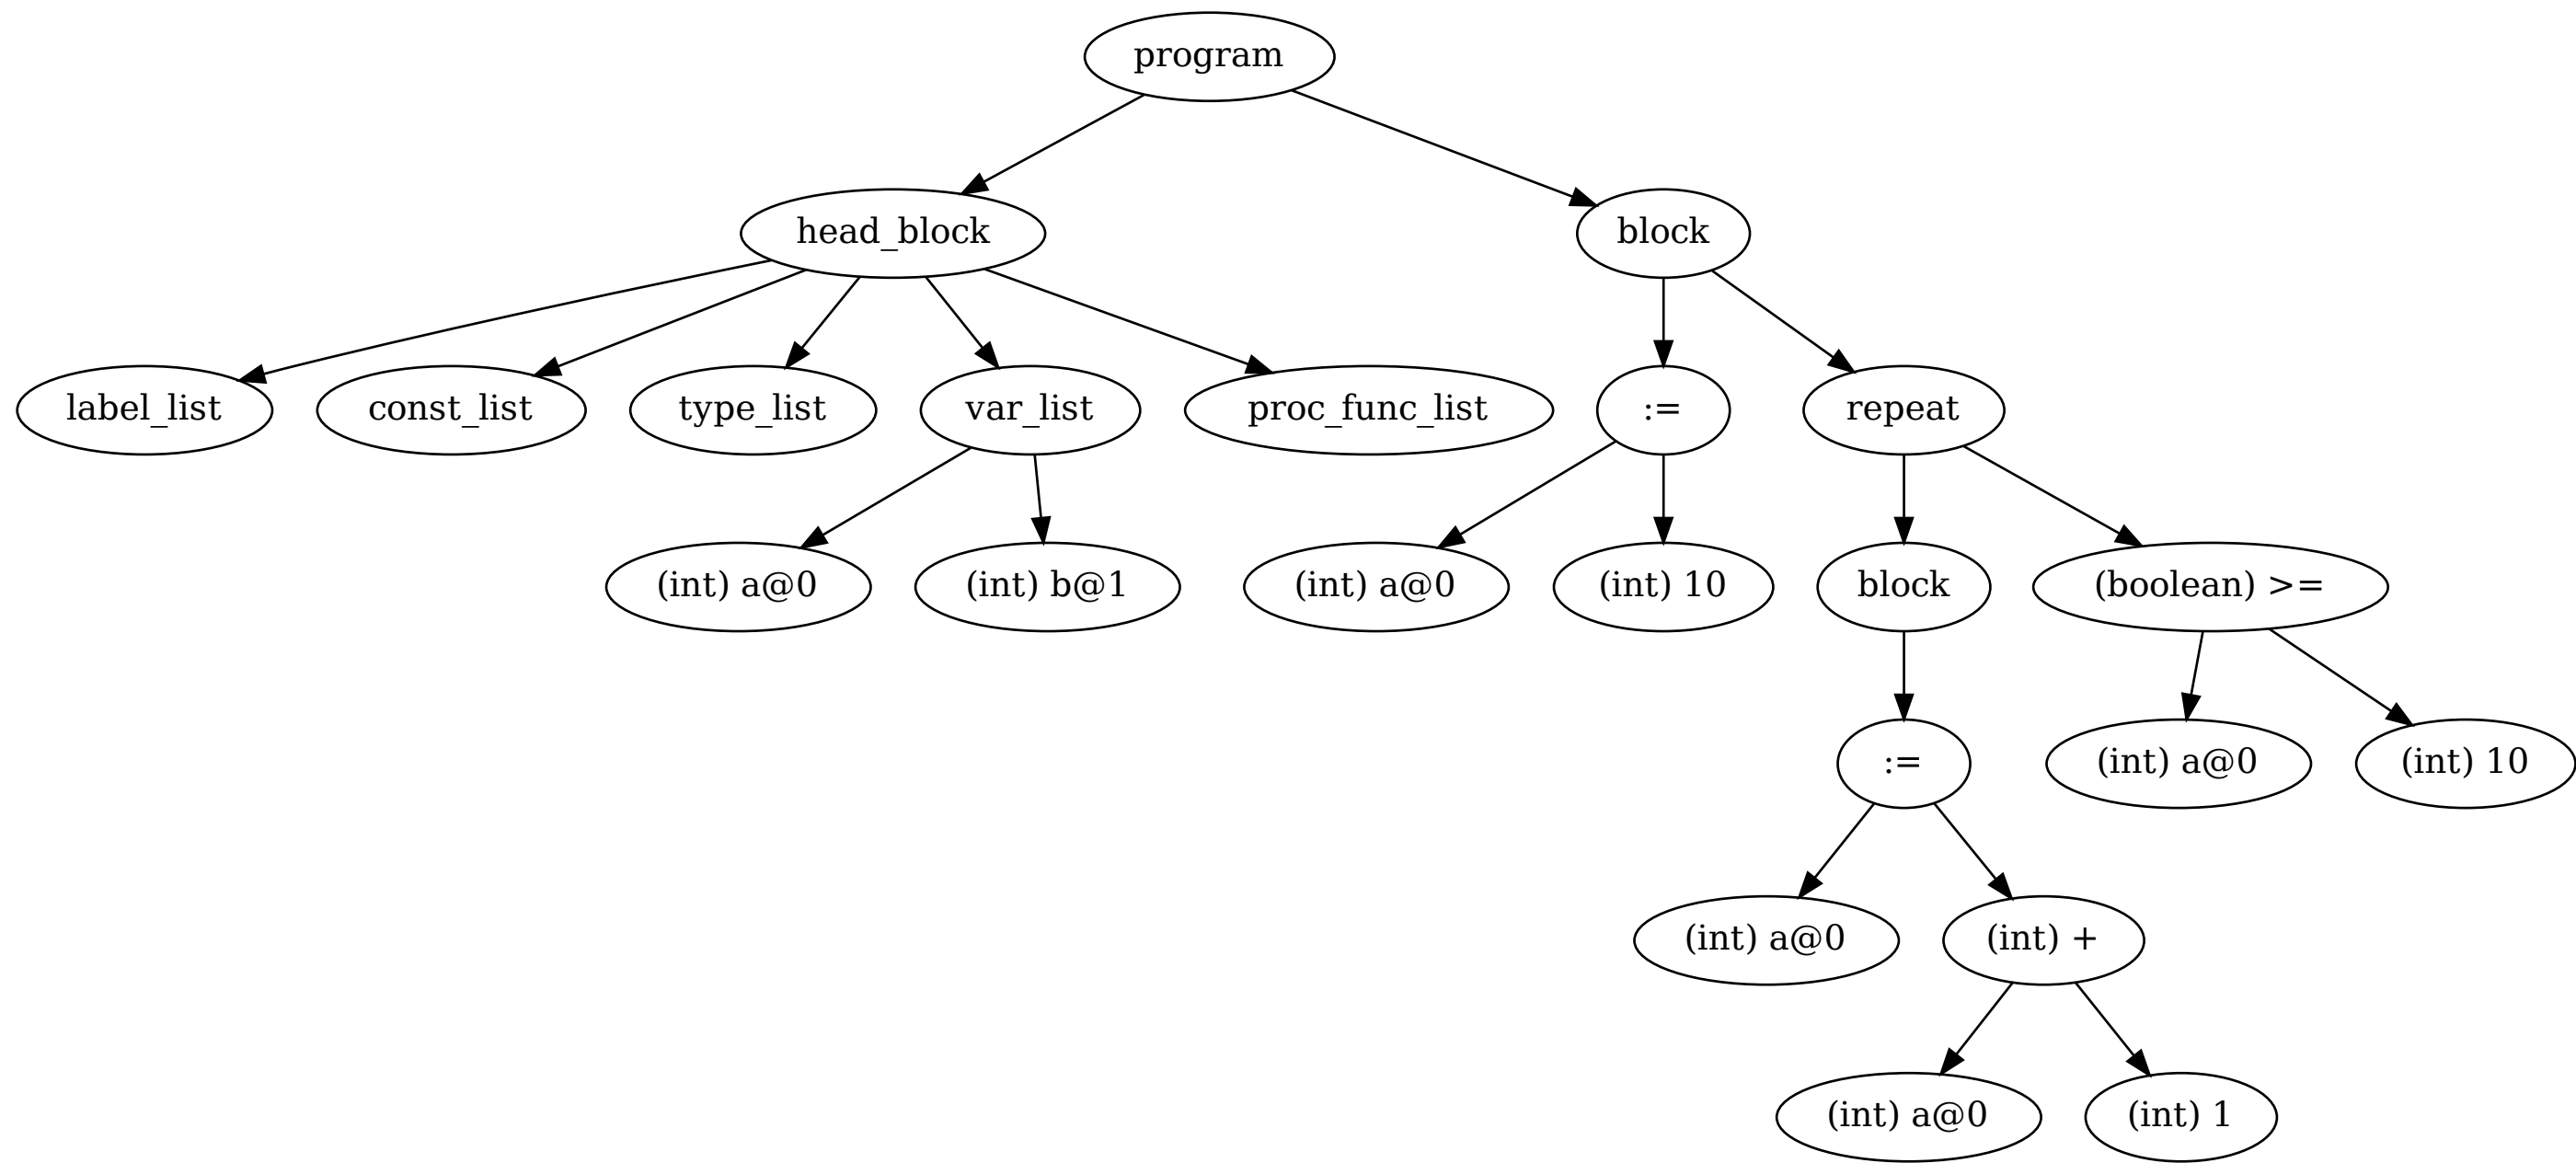 program
head_block
block
label_list
const_list
type_list
var_list
proc_func_list
:=
repeat
(int) a@0
(int) b@1
(int) a@0
(int) 10
block
(boolean) >=
:=
(int) a@0
(int) 10
(int) a@0
(int) +
(int) a@0
(int) 1